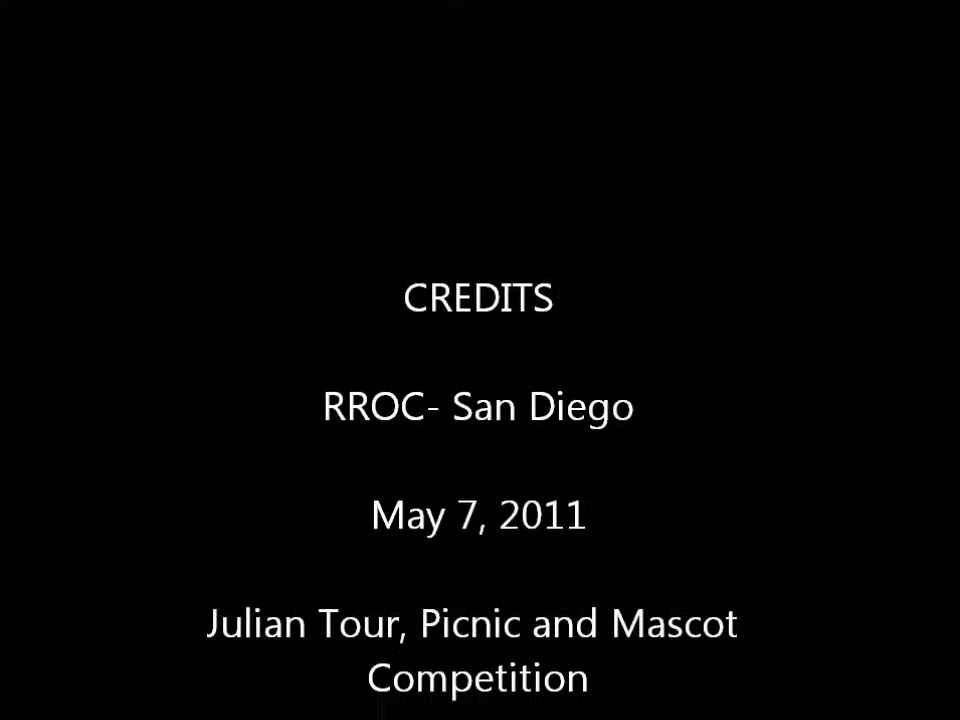 CREDITS
RROC- San Diego
May 7, 2011
Julian Tour, Picnic and Mascot
Competition